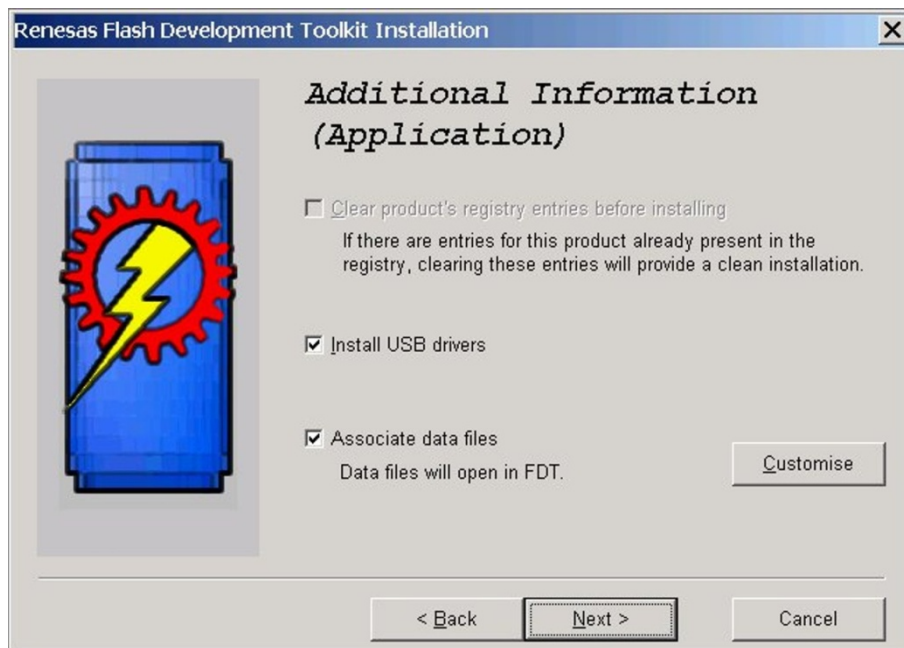 Renesas Flash Development Toolkit Installation
Additional Information
(Application)
Clear product's registry entries before installing
If there are entries for this product already present in the
registry, clearing these entries will provide a clean installation.
Install USB drivers
Associate data files
Data files will open in FDT.
Customise
< Back
Next >
Cancel